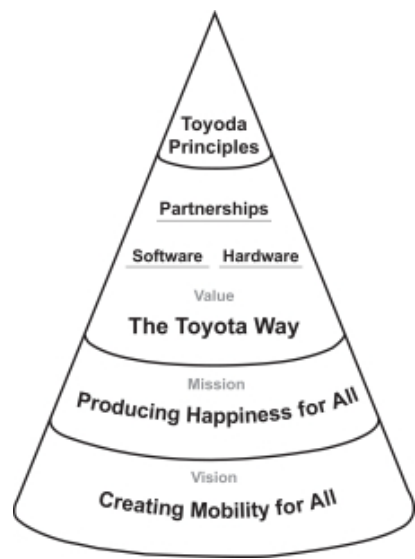 Toyoda
Principles
Partnerships
Software Hardware
Value
The Toyota Way
Mission
Producing Happiness for All
Vision
Creating Mobility for All